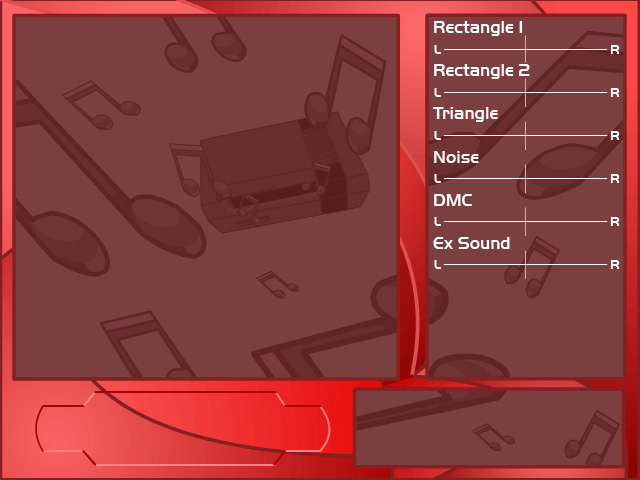 Rectangle 1
L R
Rectangle 2
L R
Triangle
L R
Noise
L R
DMC
L R
Ex Sound
L R